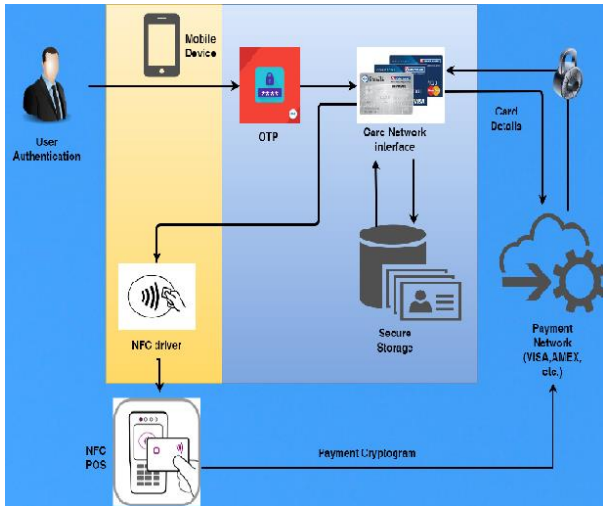 Mobile
Device
User
Authentication
****
OTP
Card Network
interface
Card
Details
NFC driver
Secure
Storage
Payment
Network
(VISA,AMEX,
etc.)
NFC
POS
Payment Cryptogram